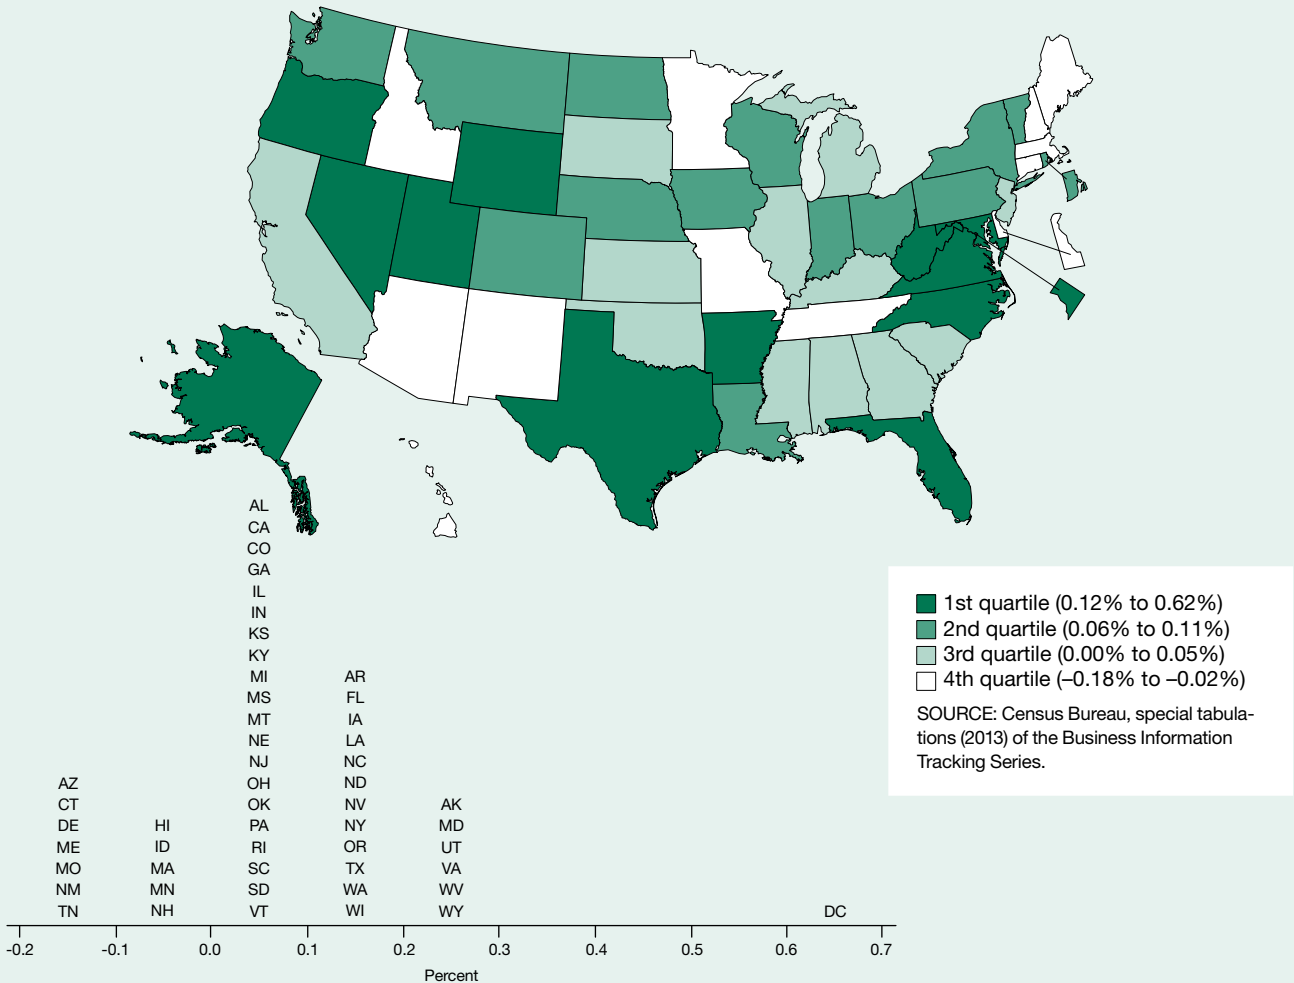 AL
CA
CO
GA
IL
IN
KS
KY
MI
MS
MT
NE
NJ
OH
OK
PA
RI
SC
SD
VT
AR
FL
IA
LA
NC
ND
NV
NY
OR
TX
WA
WI
AZ
CT
DE
ME
MO
NM
TN
HI
ID
MA
MN
NH
AK
MD
UT
VA
WV
WY
DC
-0.2 -0.1 0.0 0.1 0.2 0.3 0.4 0.5 0.6 0.7
Percent
1st quartile (0.12% to 0.62%)
2nd quartile (0.06% to 0.11%)
3rd quartile (0.00% to 0.05%)
4th quartile (–0.18% to –0.02%)
SOURCE: Census Bureau, special tabula-
tions (2013) of the Business Information
Tracking Series.